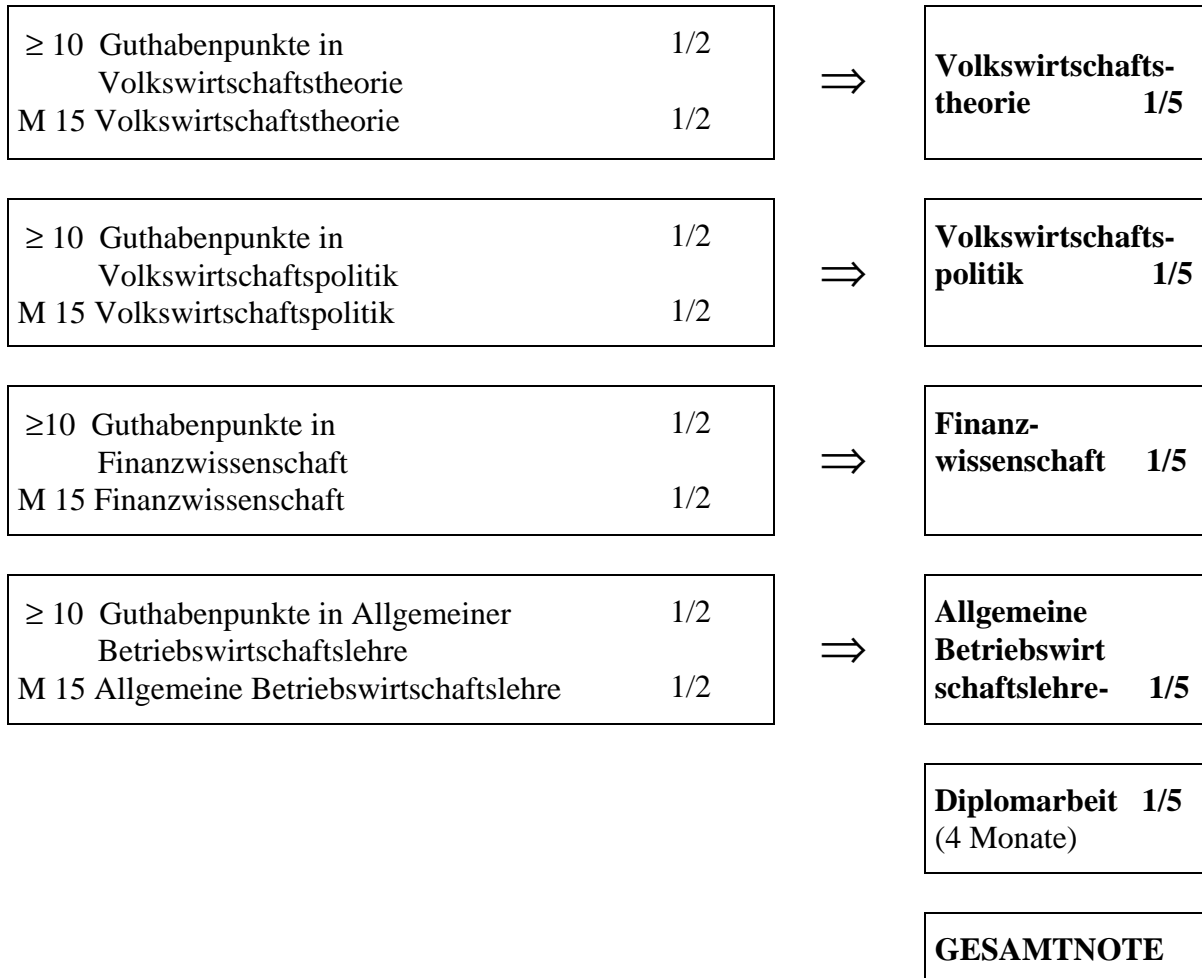 ≥ 10 Guthabenpunkte in 1/2
Volkswirtschaftstheorie
M 15 Volkswirtschaftstheorie 1/2
⇒
Volkswirtschafts-
theorie 1/5
≥ 10 Guthabenpunkte in 1/2
Volkswirtschaftspolitik
M 15 Volkswirtschaftspolitik 1/2
⇒
Volkswirtschafts-
politik 1/5
≥10 Guthabenpunkte in 1/2
Finanzwissenschaft
M 15 Finanzwissenschaft 1/2
⇒
Finanz-
wissenschaft 1/5
≥ 10 Guthabenpunkte in Allgemeiner 1/2
Betriebswirtschaftslehre
M 15 Allgemeine Betriebswirtschaftslehre 1/2
⇒
Allgemeine
Betriebswirt
schaftslehre- 1/5
Diplomarbeit 1/5
(4 Monate)
GESAMTNOTE